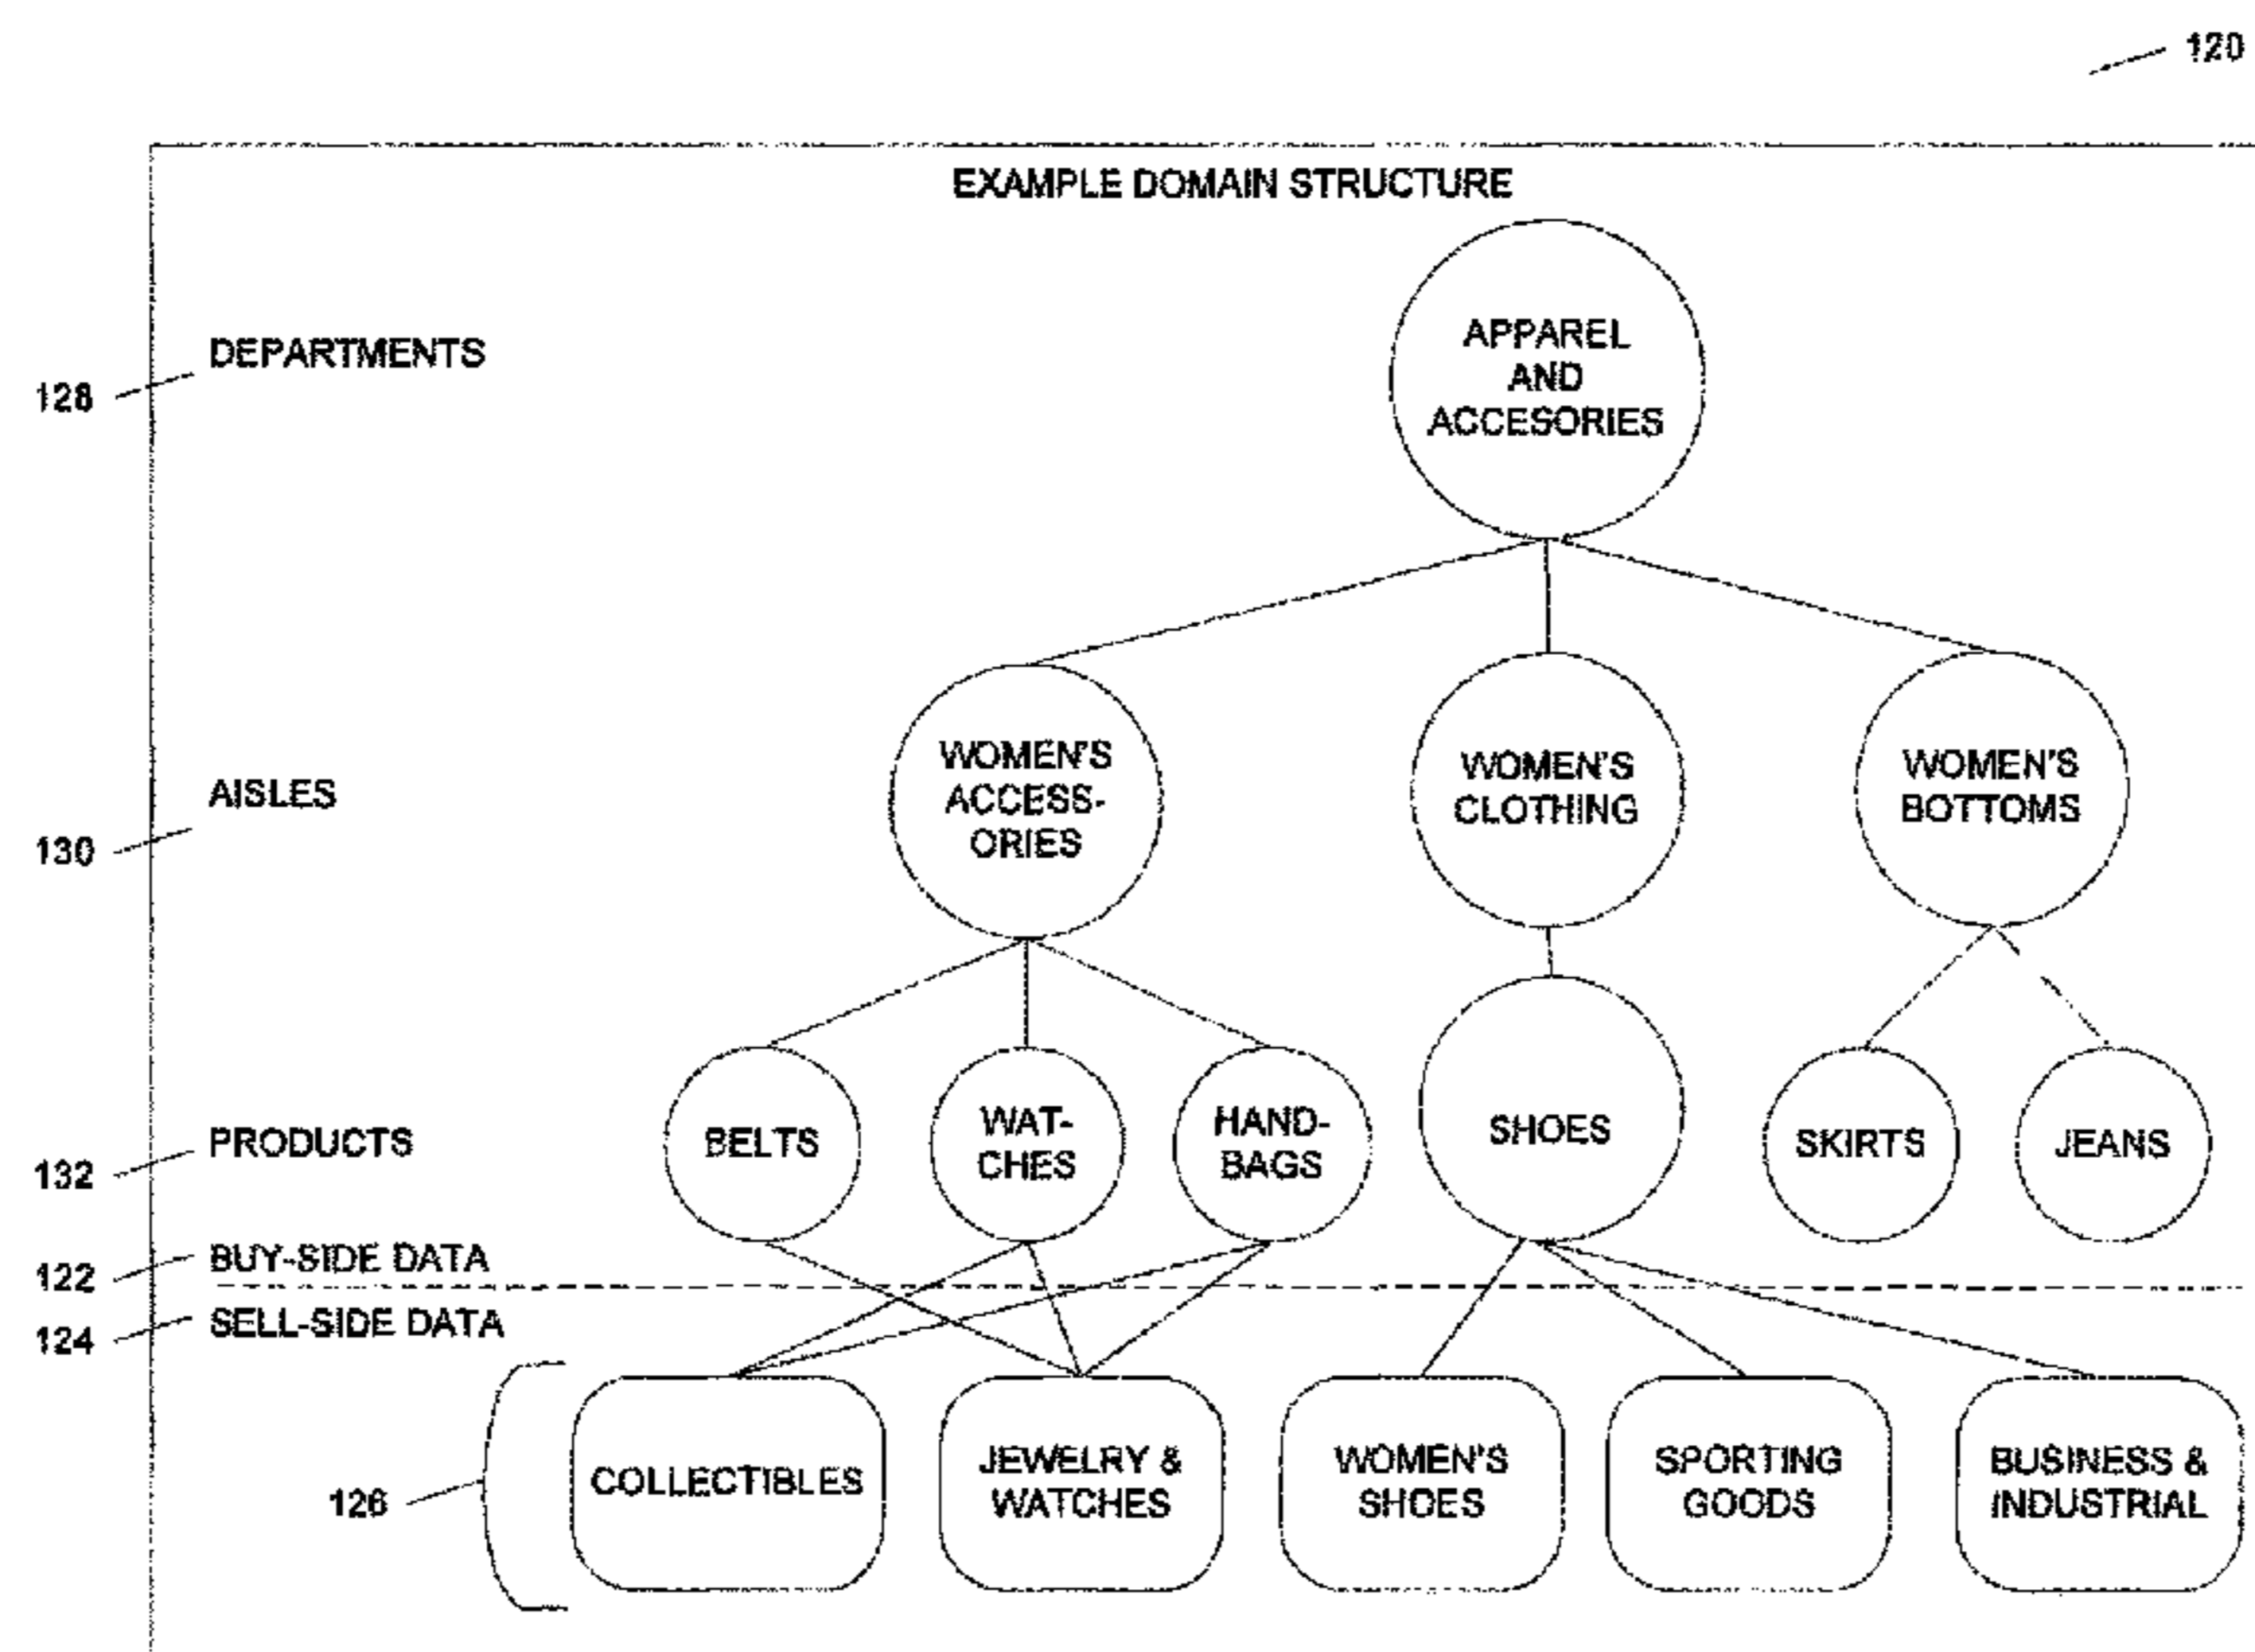 120
EXAMPLE DOMAIN STRUCTURE
DEPARTMENTS
128
APPAREL
AND
ACCESORIES
AISLES
130
WOMEN'S
ACCESS-
ORIES
WOMEN'S
CLOTHING
WOMEN'S
BOTTOMS
PRODUCTS
132
BELTS
WAT-
CHES
HAND-
BAGS
SHOES
SKIRTS
JEANS
BUY-SIDE DATA
122
SELL-SIDE DATA
124
126
COLLECTIBLES
JEWELRY &
WATCHES
WOMEN'S
SHOES
SPORTING
GOODS
BUSINESS &
INDUSTRIAL